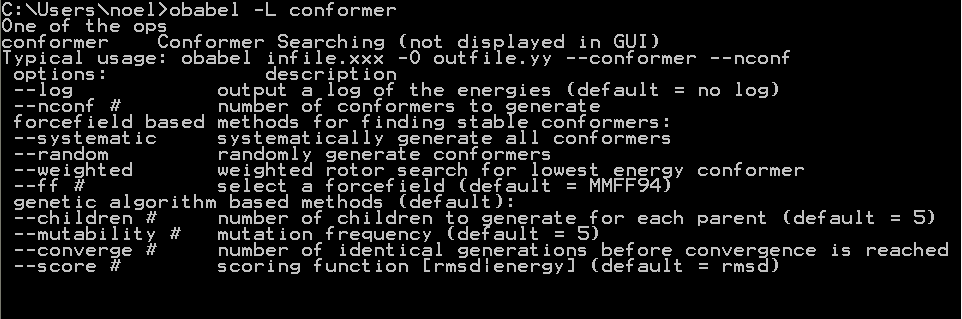 C:\Users\noel>obabel -L conformer
One of the ops
conformer    Conformer Searching (not displayed in GUI)
Typical usage: obabel infile.xxx -O outfile.yy --conformer --nconf
 options:             description
 --log            output a log of the energies (default = no log)
 --nconf #        number of conformers to generate
 forcefield based methods for finding stable conformers:
 --systematic     systematically generate all conformers
 --random         randomly generate conformers
 --weighted       weighted rotor search for lowest energy conformer
 --ff #           select a forcefield (default = MMFF94)
 genetic algorithm based methods (default):
 --children #     number of children to generate for each parent (default = 5)
 --mutability #   mutation frequency (default = 5)
 --converge #     number of identical generations before convergence is reached
 --score #        scoring function [rmsd|energy] (default = rmsd)